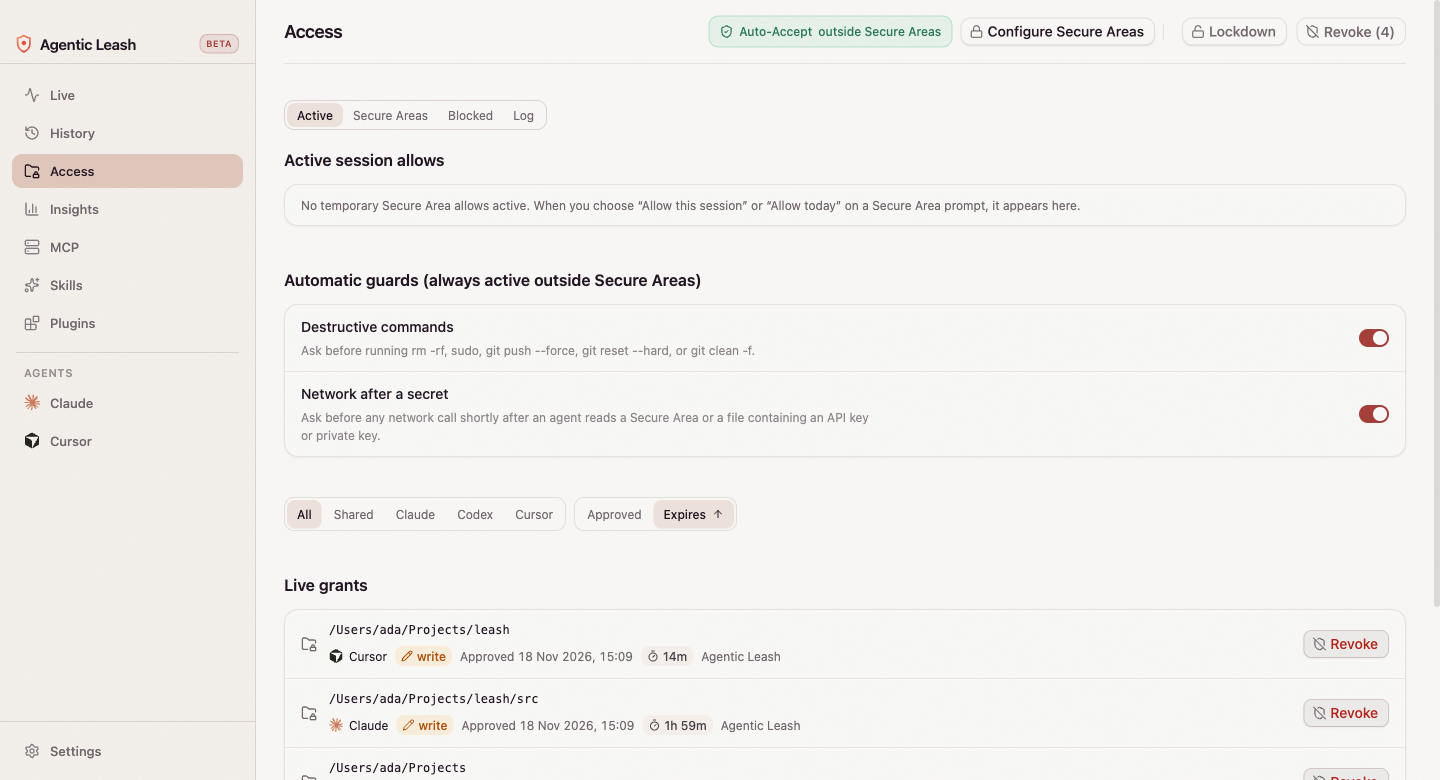 Agentic Leash
BETA
Live
History
Access
Insights
MCP
Skills
Plugins
AGENTS
Claude
Cursor
Settings
Access
Auto-Accept outside Secure Areas
Configure Secure Areas
Lockdown
Revoke (4)
Active
Secure Areas
Blocked
Log
Active session allows
No temporary Secure Area allows active. When you choose “Allow this session” or “Allow today” on a Secure Area prompt, it appears here.
Automatic guards (always active outside Secure Areas)
Destructive commands
Ask before running rm -rf, sudo, git push --force, git reset --hard, or git clean -f.
Network after a secret
Ask before any network call shortly after an agent reads a Secure Area or a file containing an API key
or private key.
All
Shared
Claude
Codex
Cursor
Approved
Expires ↑
Live grants
/Users/ada/Projects/leash
Cursor write Approved 18 Nov 2026, 15:09 14m Agentic Leash
Revoke
/Users/ada/Projects/leash/src
Claude write Approved 18 Nov 2026, 15:09 1h 59m Agentic Leash
Revoke
/Users/ada/Projects
Revoke